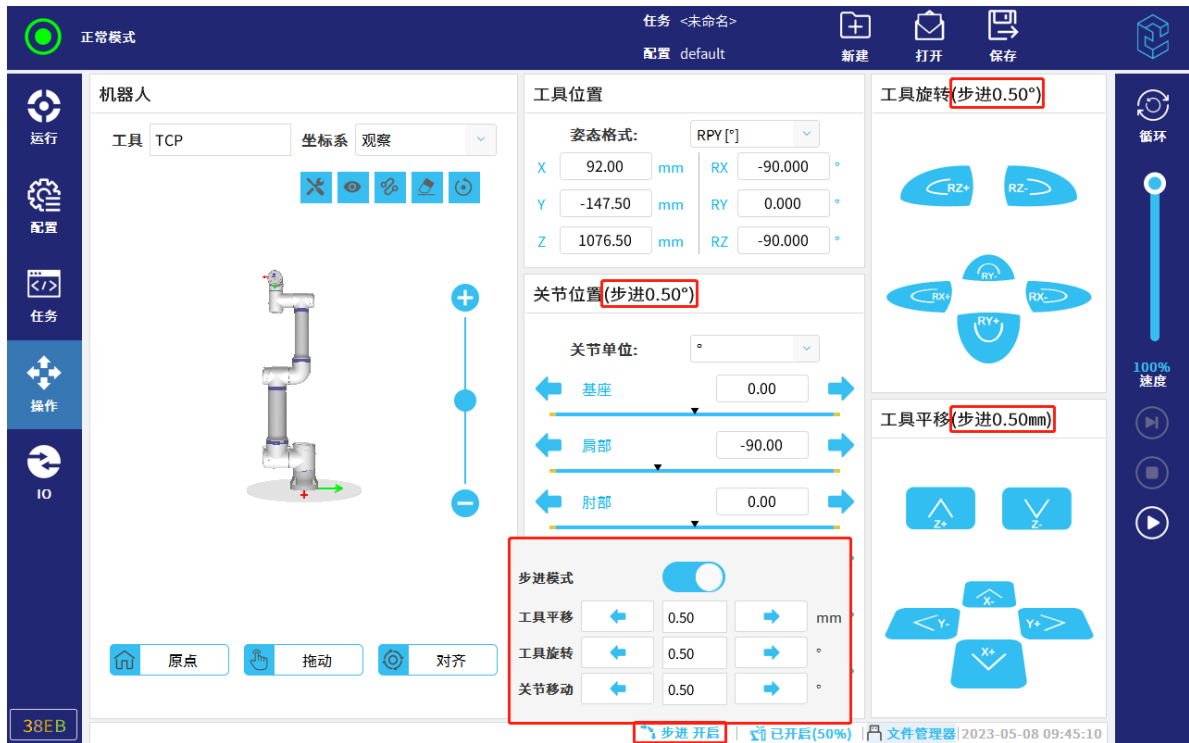 正常模式
任务 <未命名>
配置 default
新建
打开
保存
运行
配置
任务
操作
IO
38EB
机器人
工具 TCP 坐标系 观察
原点
拖动
对齐
工具位置
姿态格式: RPY [°]
X 92.00 mm RX -90.000 °
Y -147.50 mm RY 0.000 °
Z 1076.50 mm RZ -90.000 °
关节位置(步进0.50°)
关节单位: °
基座 0.00
肩部 -90.00
肘部 0.00
步进模式
工具平移 0.50 mm
工具旋转 0.50 °
关节移动 0.50 °
工具旋转(步进0.50°)
RZ+ RZ-
RY-
RX+ RX-
RY+
工具平移(步进0.50mm)
Z+ Z-
X-
Y- Y+
X+
循环
100%
速度
步进 开启
已开启(50%)
文件管理器
2023-05-08 09:45:10